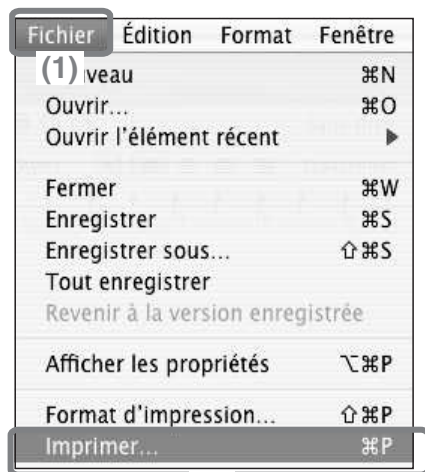 Fichier Édition Format Fenêtre
(1) veau ⌘N
Ouvrir... ⌘O
Ouvrir l'élément récent ▶
Fermer ⌘W
Enregistrer ⌘S
Enregistrer sous... ⇧⌘S
Tout enregistrer
Revenir à la version enregistrée
Afficher les propriétés ⌥⌘P
Format d'impression... ⇧⌘P
Imprimer... ⌘P